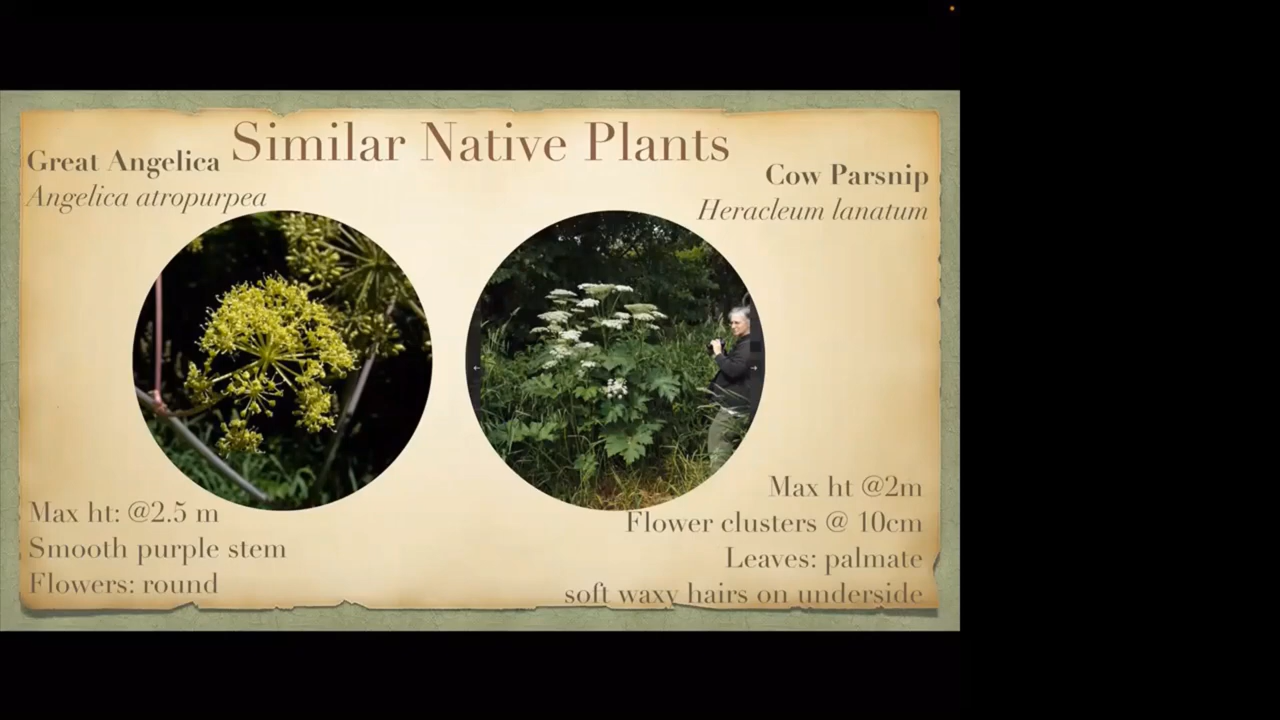 Similar Native Plants
Great Angelica
Angelica atropurpea
Cow Parsnip
Heracleum lanatum
Max ht: @2.5 m
Smooth purple stem
Flowers: round
Max ht @2m
Flower clusters @ 10cm
Leaves: palmate
soft waxy hairs on underside